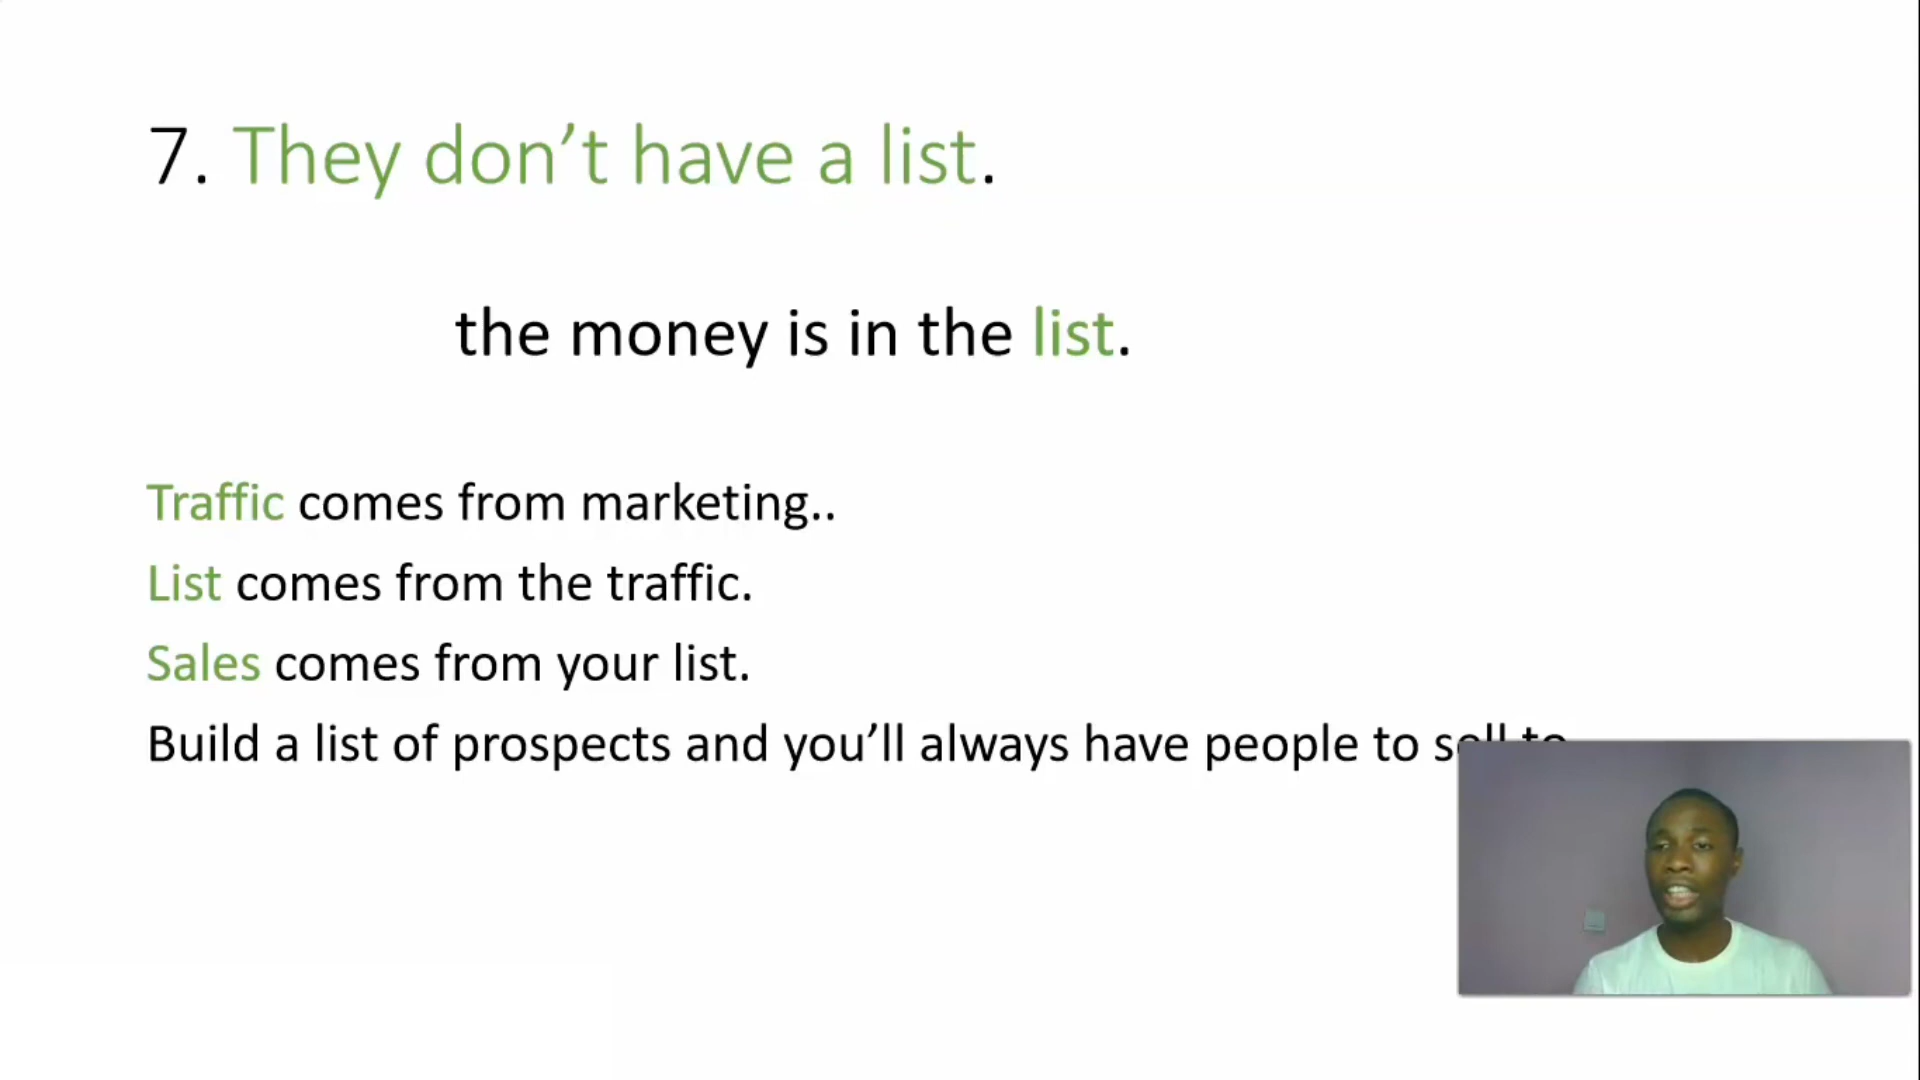 7. They don’t have a list.
the money is in the list.
Traffic comes from marketing..
List comes from the traffic.
Sales comes from your list.
Build a list of prospects and you’ll always have people to sell to